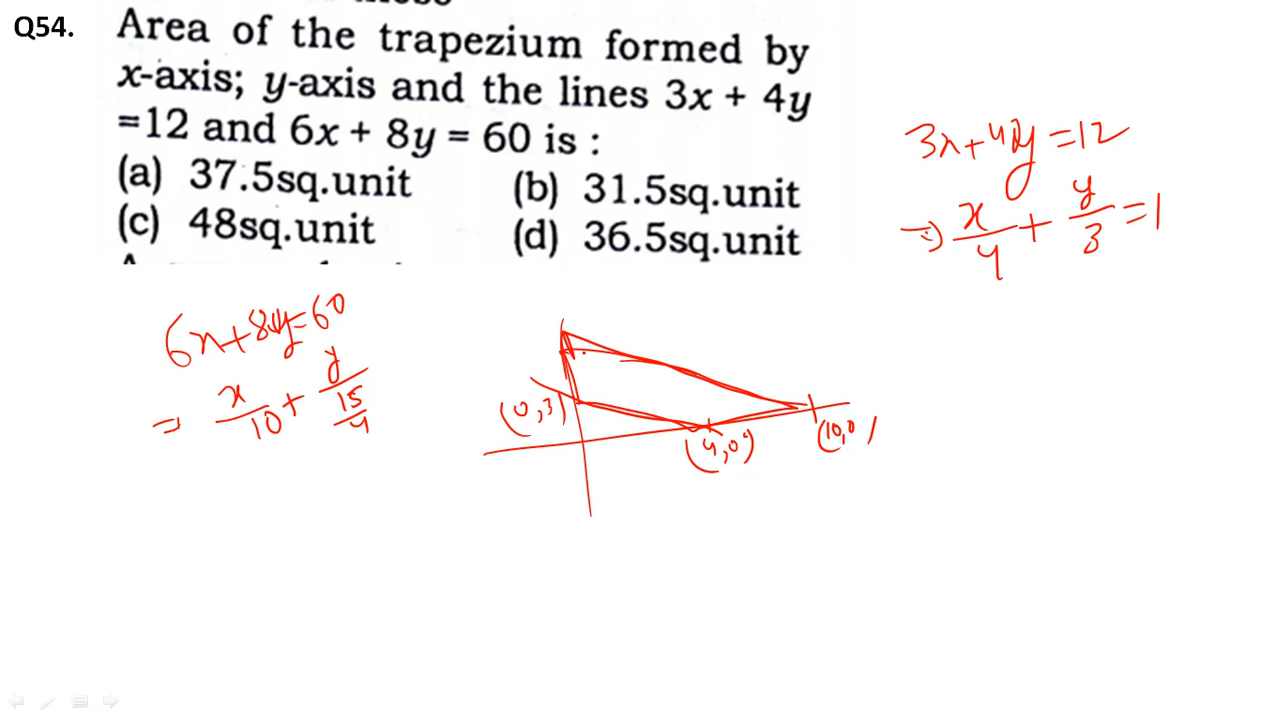 Q54.
Area of the trapezium formed by
x-axis; y-axis and the lines 3x + 4y
=12 and 6x + 8y = 60 is :
(a) 37.5sq.unit (b) 31.5sq.unit
(c) 48sq.unit (d) 36.5sq.unit
3x+4y=12
⇒ x/4 + y/3 = 1
6x+8y=60
= x/10 + y/(15/4)
(0,3)
(4,0)
(10,0)